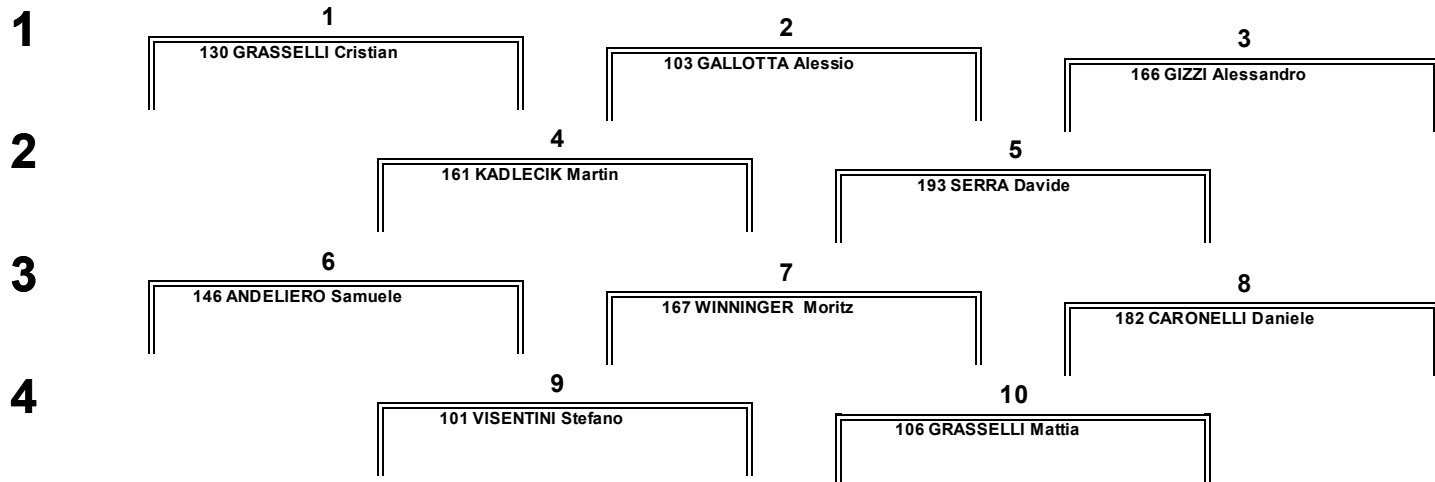 1
1
130 GRASSELLI Cristian
2
103 GALLOTTA Alessio
3
166 GIZZI Alessandro
2
4
161 KADLECIK Martin
5
193 SERRA Davide
3
6
146 ANDELIERO Samuele
7
167 WINNINGER  Moritz
8
182 CARONELLI Daniele
4
9
101 VISENTINI Stefano
10
106 GRASSELLI Mattia